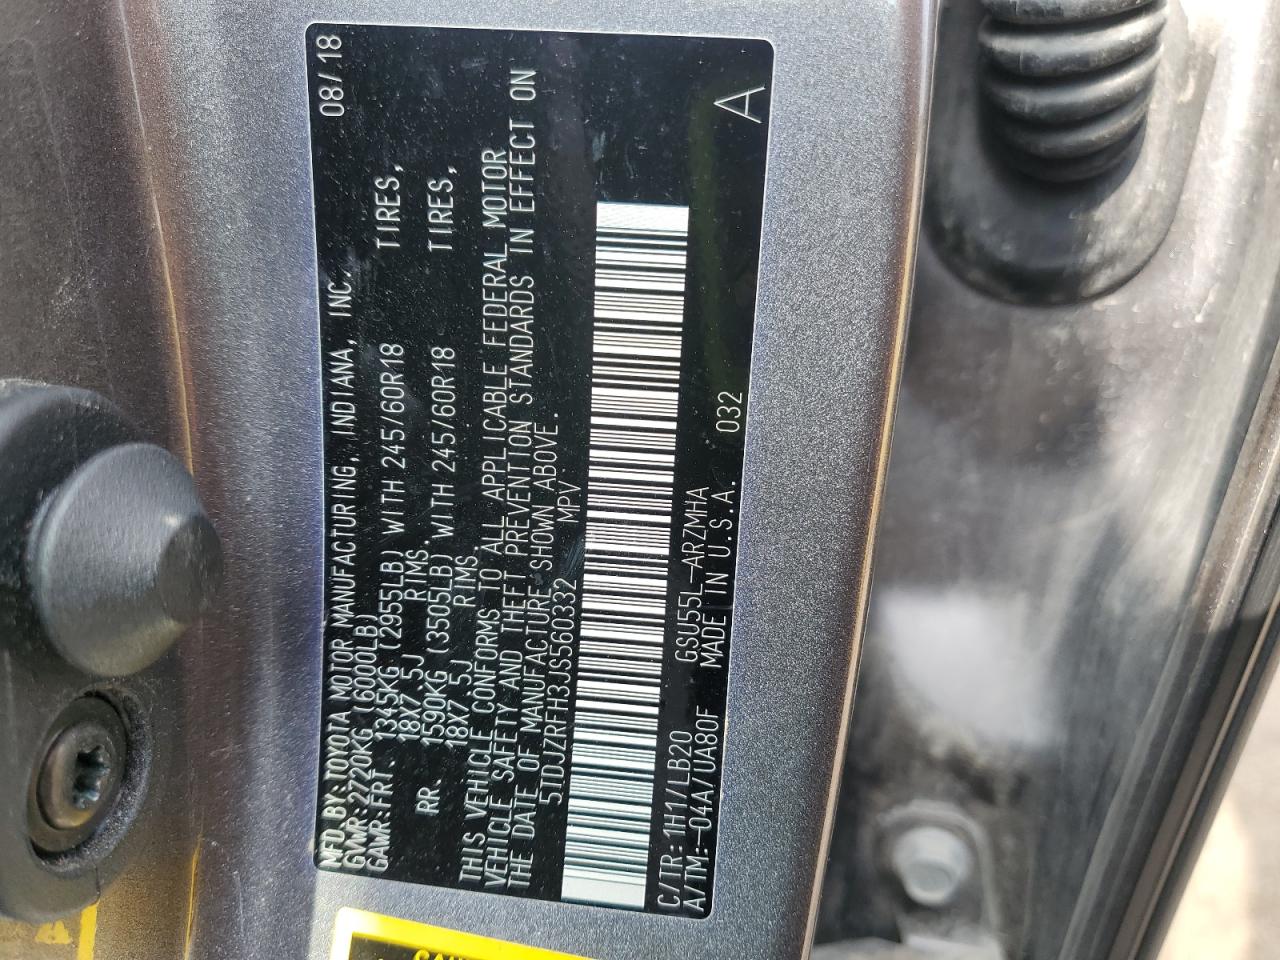 MFD.BY:TOYOTA MOTOR MANUFACTURING, INDIANA, INC. 08/18
GVWR:2720KG (6000LB)
GAWR:FRT. 1345KG (2955LB) WITH 245/60R18 TIRES,
18X7.5J RIMS,
RR. 1590KG (3505LB) WITH 245/60R18 TIRES,
18X7.5J RIMS,
THIS VEHICLE CONFORMS TO ALL APPLICABLE FEDERAL MOTOR
VEHICLE SAFETY AND THEFT PREVENTION STANDARDS IN EFFECT ON
THE DATE OF MANUFACTURE SHOWN ABOVE.
5TDJZRFH3JS560332 MPV
C/TR:1H1/LB20 GSU55L-ARZMHA
A/TM:-04A/UA80F MADE IN U.S.A. 032 A